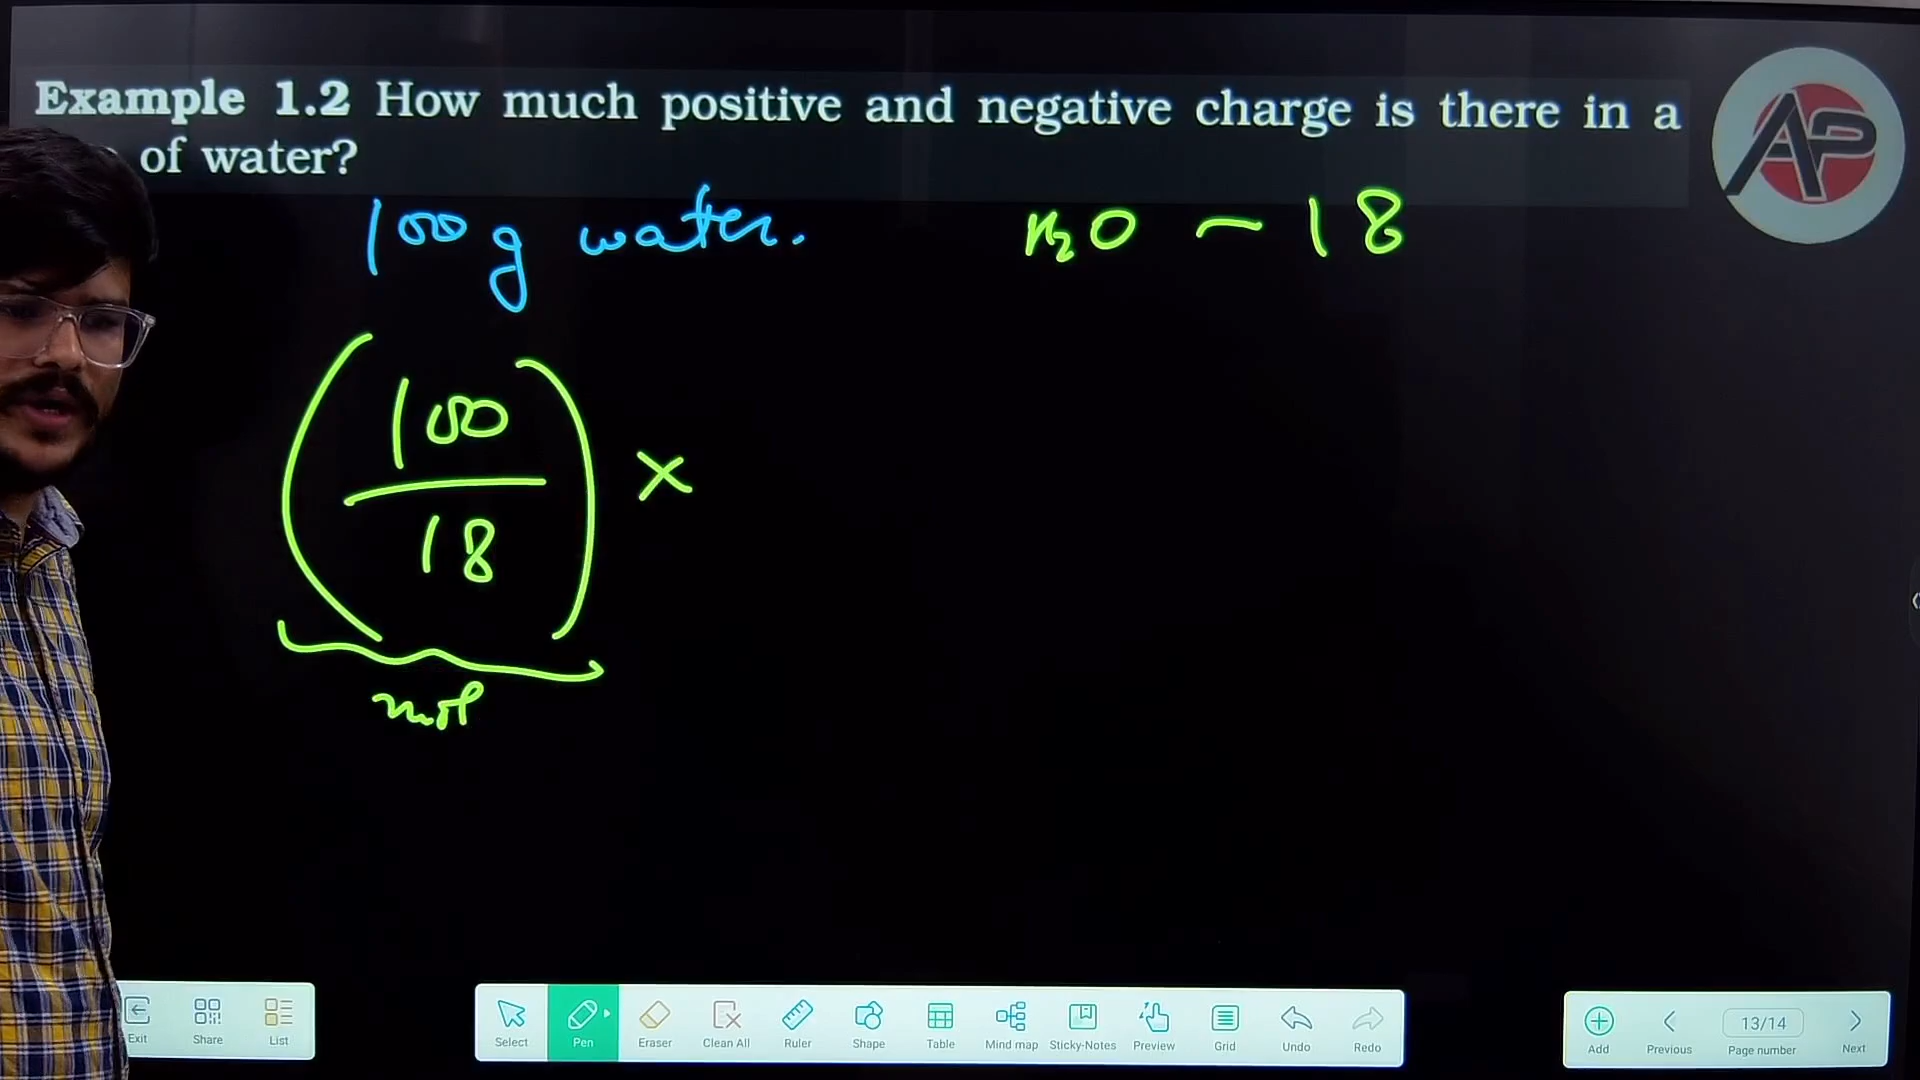 Example 1.2 How much positive and negative charge is there in a
of water?
AP
100 g water.
H2O ~ 18
(100/18) ×
mol
Exit
Share
List
Select
Pen
Eraser
Clean All
Ruler
Shape
Table
Mind map
Sticky-Notes
Preview
Grid
Undo
Redo
Add
Previous
13/14
Page number
Next